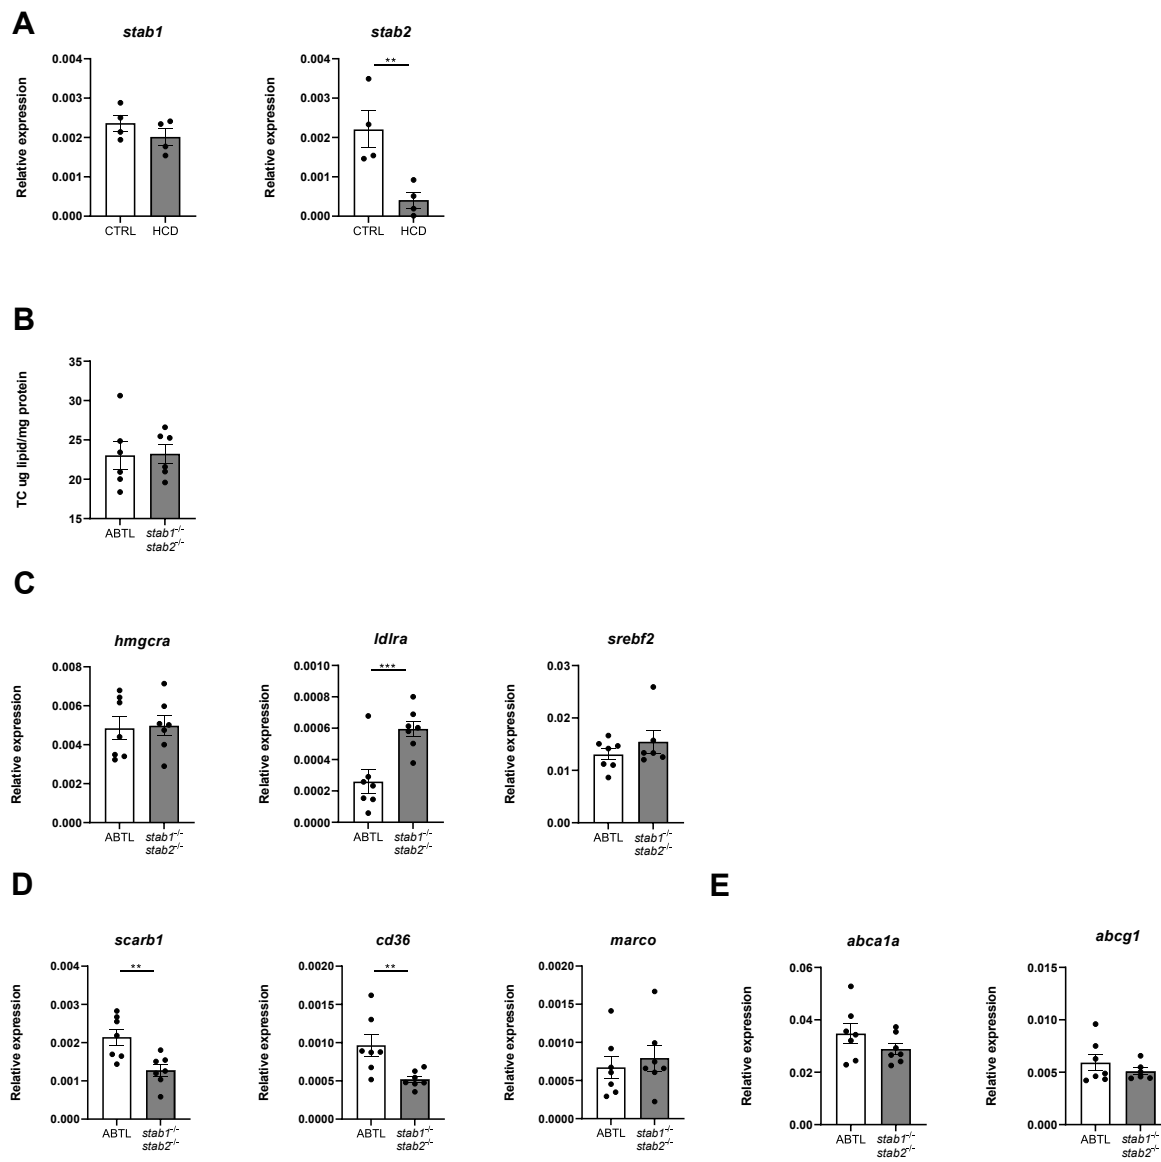 A
stab1
stab2
Relative expression
0.004
0.003
0.002
0.001
0.000
CTRL HCD
Relative expression
0.004
0.003
0.002
0.001
0.000
**
CTRL HCD
B
TC ug lipid/mg protein
35
30
25
20
15
ABTL stab1-/-
stab2-/-
C
hmgcra
Relative expression
0.008
0.006
0.004
0.002
0.000
ABTL stab1-/-
stab2-/-
ldlra
Relative expression
0.0010
0.0008
0.0006
0.0004
0.0002
0.0000
***
ABTL stab1-/-
stab2-/-
srebf2
Relative expression
0.03
0.02
0.01
0.00
ABTL stab1-/-
stab2-/-
D
scarb1
Relative expression
0.004
0.003
0.002
0.001
0.000
**
ABTL stab1-/-
stab2-/-
cd36
Relative expression
0.0020
0.0015
0.0010
0.0005
0.0000
**
ABTL stab1-/-
stab2-/-
marco
Relative expression
0.0020
0.0015
0.0010
0.0005
0.0000
ABTL stab1-/-
stab2-/-
E
abca1a
Relative expression
0.06
0.04
0.02
0.00
ABTL stab1-/-
stab2-/-
abcg1
Relative expression
0.015
0.010
0.005
0.000
ABTL stab1-/-
stab2-/-